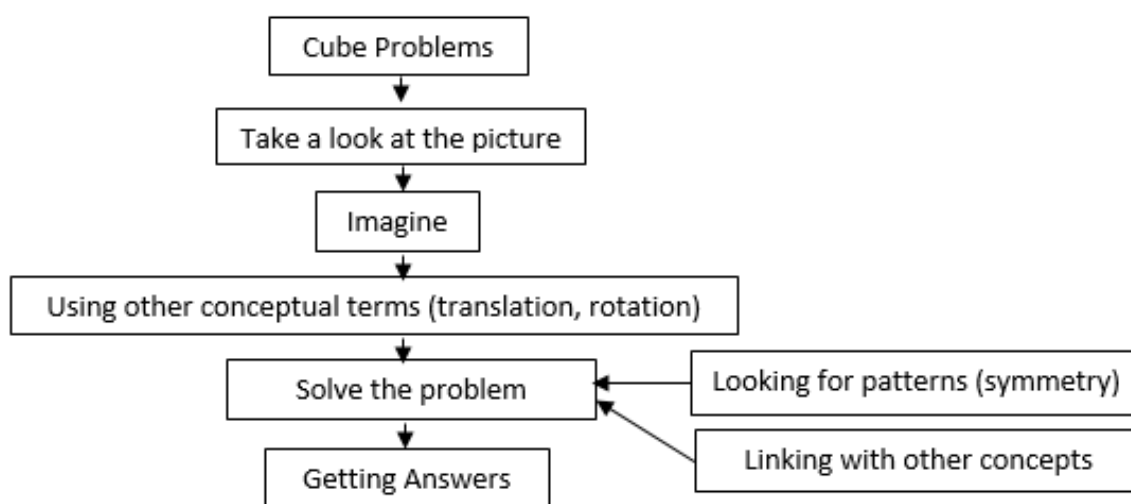 Cube Problems
Take a look at the picture
Imagine
Using other conceptual terms (translation, rotation)
Solve the problem
Looking for patterns (symmetry)
Linking with other concepts
Getting Answers